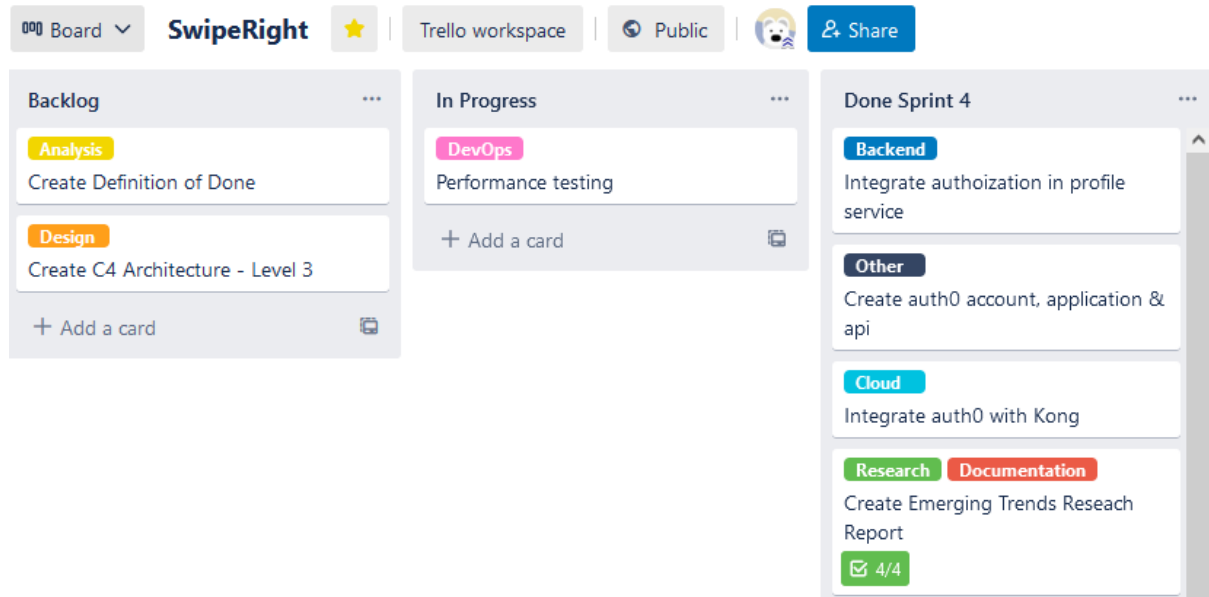 Board SwipeRight Trello workspace Public Share
Backlog
Analysis
Create Definition of Done
Design
Create C4 Architecture - Level 3
+ Add a card
In Progress
DevOps
Performance testing
+ Add a card
Done Sprint 4
Backend
Integrate authoization in profile
service
Other
Create auth0 account, application &
api
Cloud
Integrate auth0 with Kong
Research Documentation
Create Emerging Trends Reseach
Report
4/4